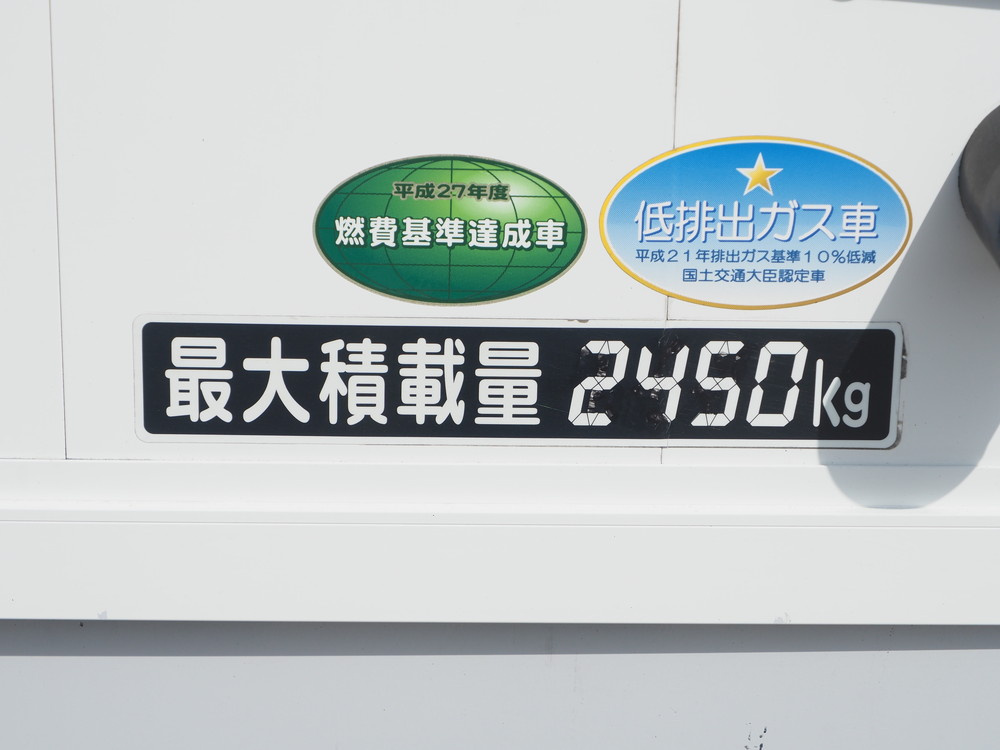 平成27年度
燃費基準達成車
低排出ガス車
平成21年排出ガス基準10%低減
国土交通大臣認定車
最大積載量 2450kg